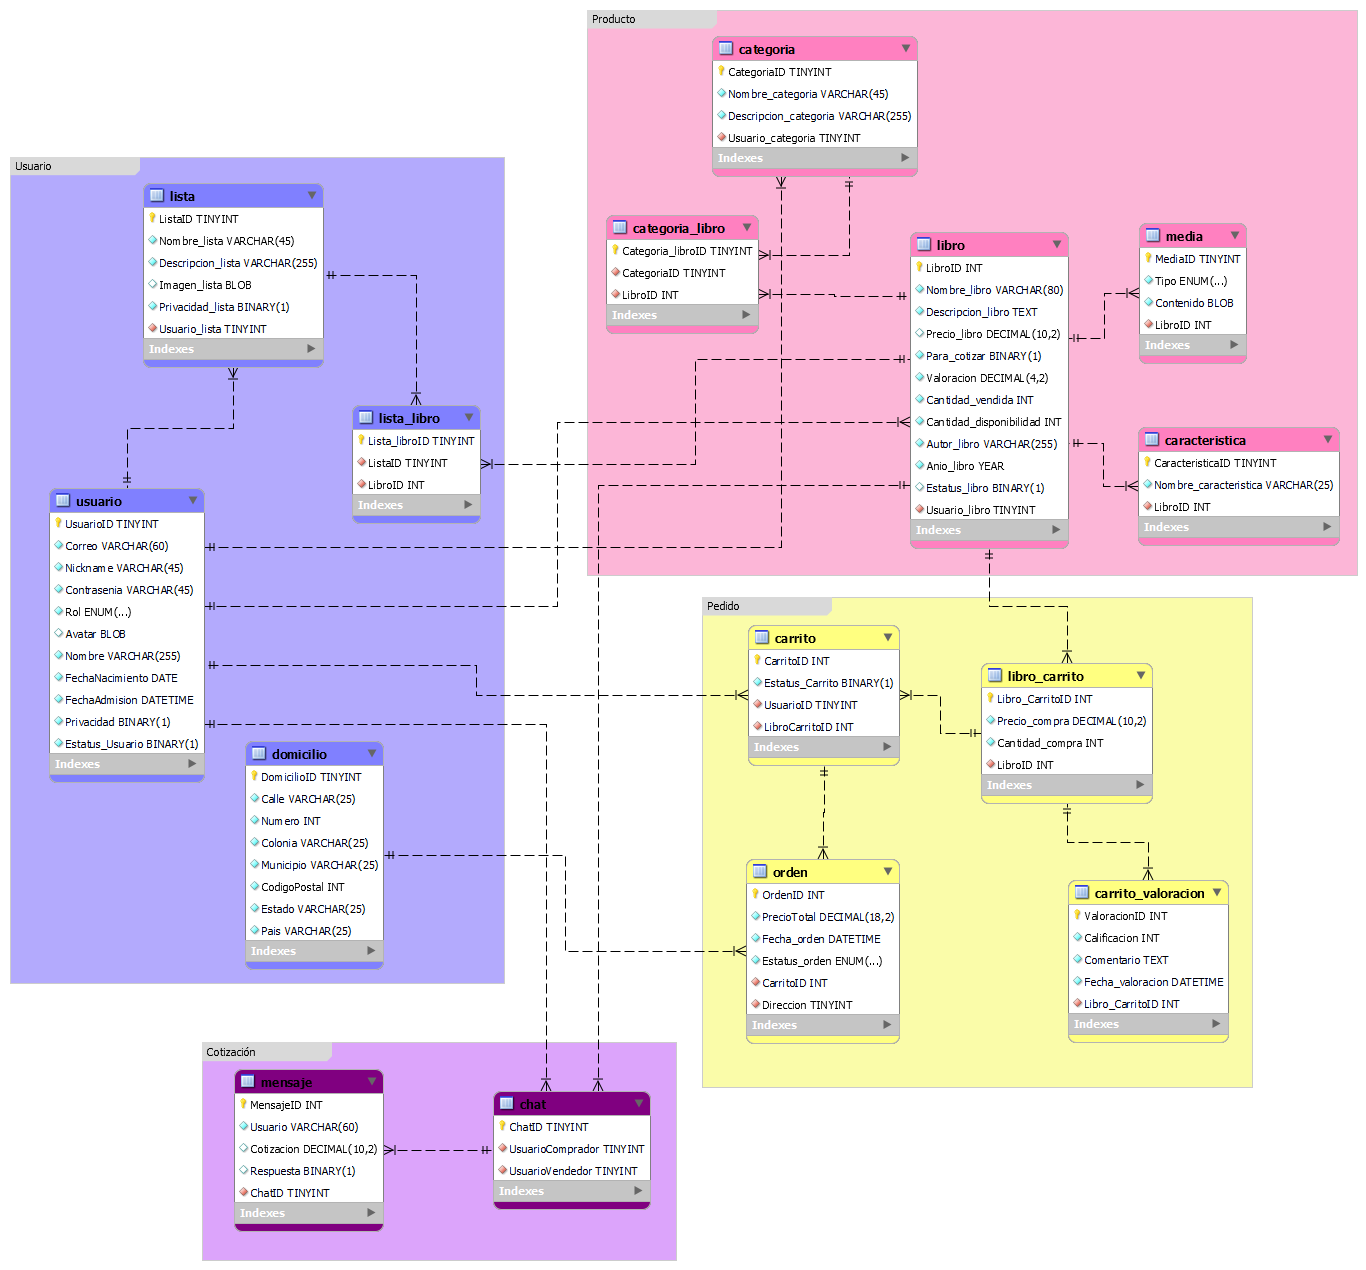 Producto
categoria
CategoriaID TINYINT
Nombre_categoria VARCHAR(45)
Descripcion_categoria VARCHAR(255)
Usuario_categoria TINYINT
Indexes
categoria_libro
Categoria_libroID TINYINT
CategoriaID TINYINT
LibroID INT
Indexes
libro
LibroID INT
Nombre_libro VARCHAR(80)
Descripcion_libro TEXT
Precio_libro DECIMAL(10,2)
Para_cotizar BINARY(1)
Valoracion DECIMAL(4,2)
Cantidad_vendida INT
Cantidad_disponibilidad INT
Autor_libro VARCHAR(255)
Anio_libro YEAR
Estatus_libro BINARY(1)
Usuario_libro TINYINT
Indexes
media
MediaID TINYINT
Tipo ENUM(...)
Contenido BLOB
LibroID INT
Indexes
caracteristica
CaracteristicaID TINYINT
Nombre_caracteristica VARCHAR(25)
LibroID INT
Indexes
Usuario
lista
ListaID TINYINT
Nombre_lista VARCHAR(45)
Descripcion_lista VARCHAR(255)
Imagen_lista BLOB
Privacidad_lista BINARY(1)
Usuario_lista TINYINT
Indexes
lista_libro
Lista_libroID TINYINT
ListaID TINYINT
LibroID INT
Indexes
usuario
UsuarioID TINYINT
Correo VARCHAR(60)
Nickname VARCHAR(45)
Contrasenia VARCHAR(45)
Rol ENUM(...)
Avatar BLOB
Nombre VARCHAR(255)
FechaNacimiento DATE
FechaAdmision DATETIME
Privacidad BINARY(1)
Estatus_Usuario BINARY(1)
Indexes
domicilio
DomicilioID TINYINT
Calle VARCHAR(25)
Numero INT
Colonia VARCHAR(25)
Municipio VARCHAR(25)
CodigoPostal INT
Estado VARCHAR(25)
Pais VARCHAR(25)
Indexes
Pedido
carrito
CarritoID INT
Estatus_Carrito BINARY(1)
UsuarioID TINYINT
LibroCarritoID INT
Indexes
libro_carrito
Libro_CarritoID INT
Precio_compra DECIMAL(10,2)
Cantidad_compra INT
LibroID INT
Indexes
orden
OrdenID INT
PrecioTotal DECIMAL(18,2)
Fecha_orden DATETIME
Estatus_orden ENUM(...)
CarritoID INT
Direccion TINYINT
Indexes
carrito_valoracion
ValoracionID INT
Calificacion INT
Comentario TEXT
Fecha_valoracion DATETIME
Libro_CarritoID INT
Indexes
Cotización
mensaje
MensajeID INT
Usuario VARCHAR(60)
Cotizacion DECIMAL(10,2)
Respuesta BINARY(1)
ChatID TINYINT
Indexes
chat
ChatID TINYINT
UsuarioComprador TINYINT
UsuarioVendedor TINYINT
Indexes